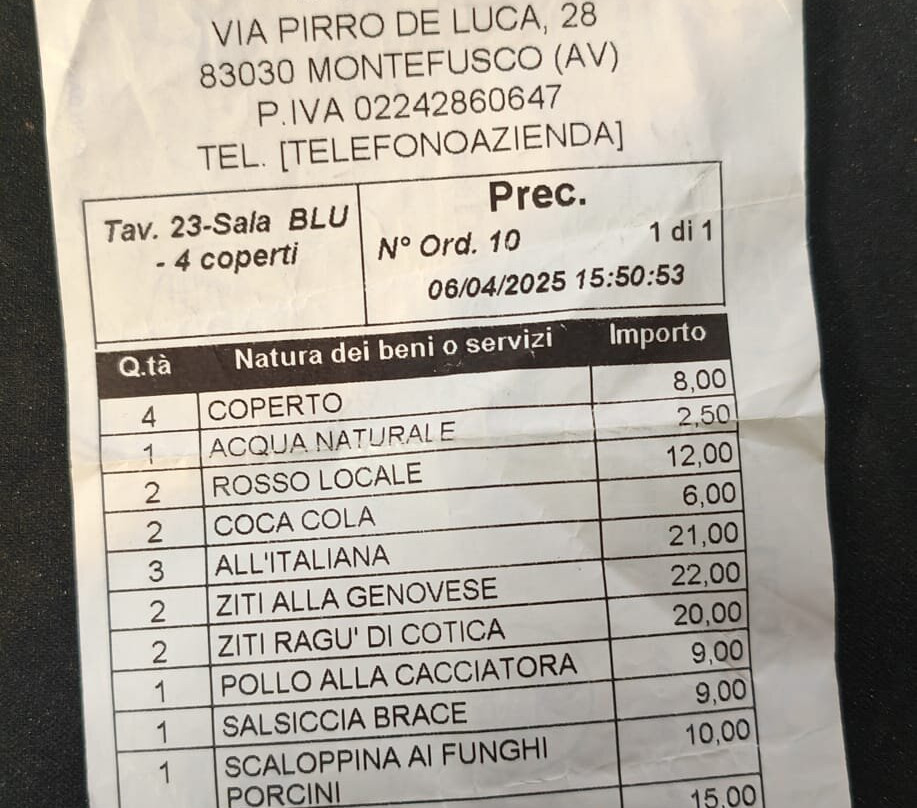 VIA PIRRO DE LUCA, 28
83030 MONTEFUSCO (AV)
P.IVA 02242860647
TEL. [TELEFONOAZIENDA]
Tav. 23-Sala BLU
- 4 coperti
Prec.
N° Ord. 10 1 di 1
06/04/2025 15:50:53
Q.tà Natura dei beni o servizi Importo
4 COPERTO 8,00
1 ACQUA NATURALE 2,50
2 ROSSO LOCALE 12,00
2 COCA COLA 6,00
3 ALL'ITALIANA 21,00
2 ZITI ALLA GENOVESE 22,00
2 ZITI RAGU' DI COTICA 20,00
1 POLLO ALLA CACCIATORA 9,00
1 SALSICCIA BRACE 9,00
1 SCALOPPINA AI FUNGHI 10,00
PORCINI
15,00